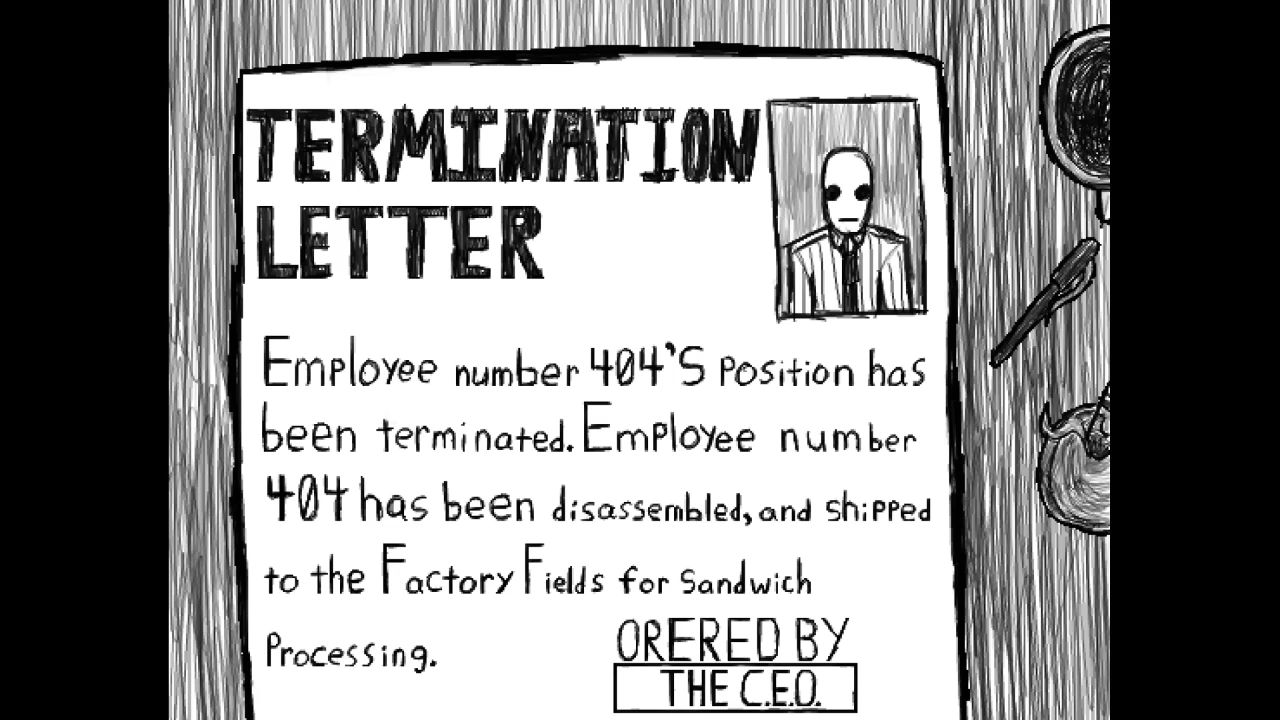 TERMINATION
LETTER
Employee number 404'S Position has
been terminated. Employee number
404 has been disassembled, and shipped
to the Factory Fields for Sandwich
Processing.
ORERED BY
THE C.E.O.